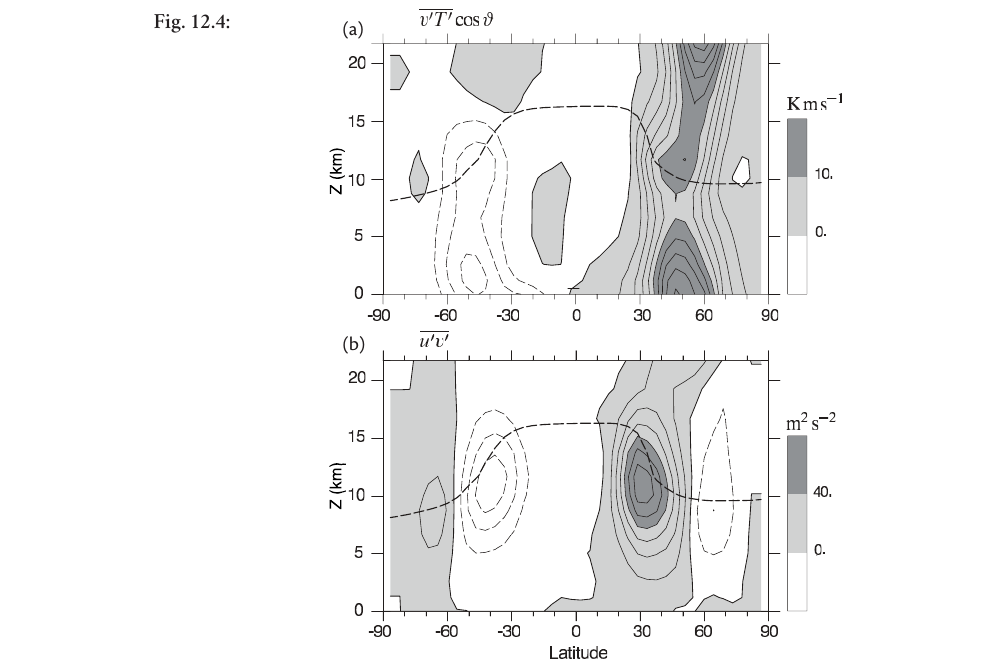 Fig. 12.4:
(a) v′T′ cos ϑ
20
15
10
5
0
Z (km)
-90 -60 -30 0 30 60 90
K m s−1
10.
0.
(b) u′v′
20
15
10
5
0
Z (km)
-90 -60 -30 0 30 60 90
Latitude
m2 s−2
40.
0.